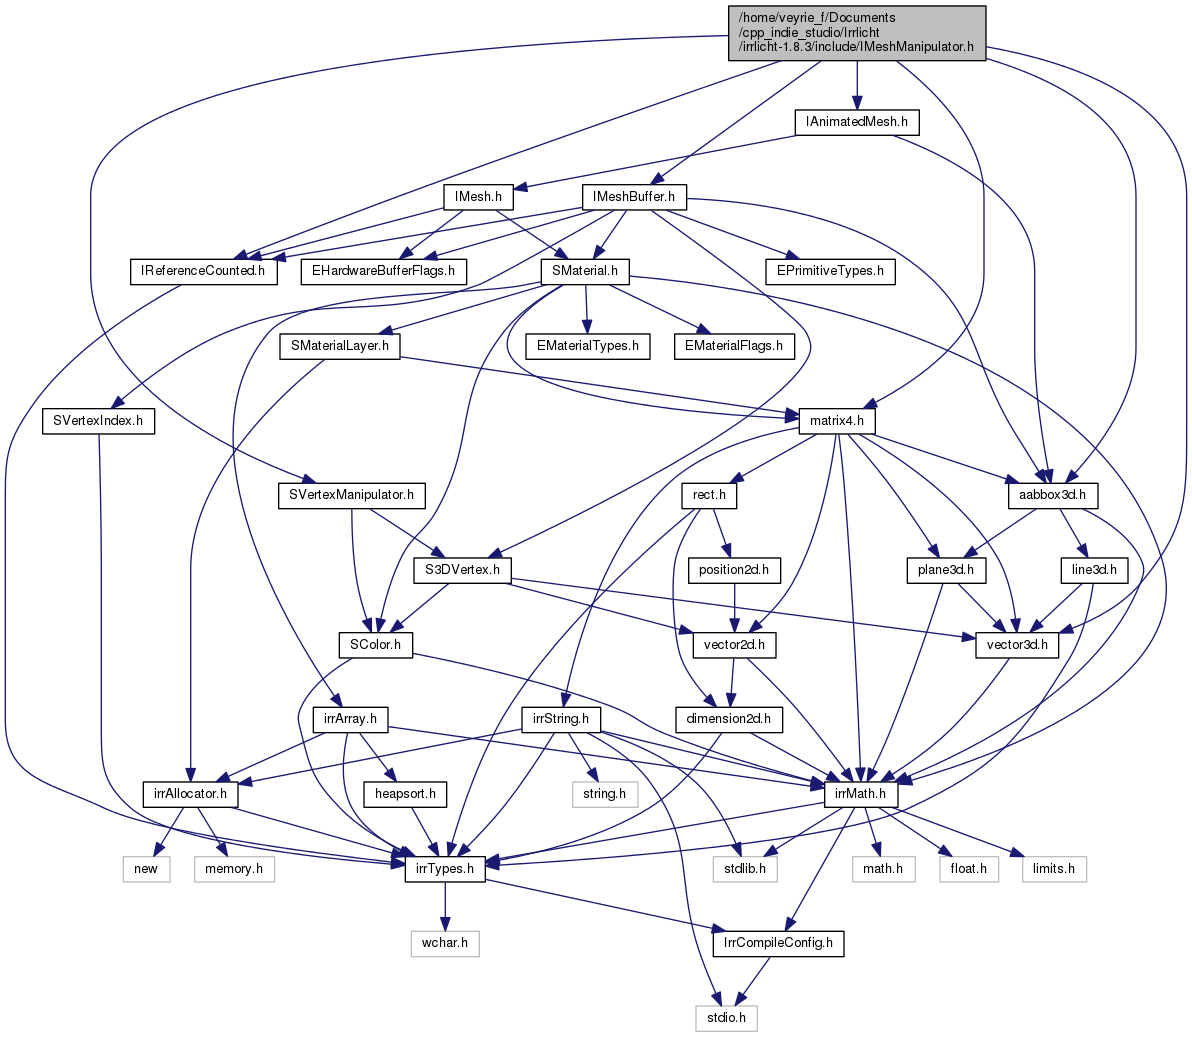 /home/veyrie_f/Documents
/cpp_indie_studio/Irrlicht
/irrlicht-1.8.3/include/IMeshManipulator.h
IAnimatedMesh.h
IMesh.h
IMeshBuffer.h
IReferenceCounted.h
EHardwareBufferFlags.h
SMaterial.h
EPrimitiveTypes.h
SMaterialLayer.h
EMaterialTypes.h
EMaterialFlags.h
SVertexIndex.h
matrix4.h
SVertexManipulator.h
rect.h
aabbox3d.h
S3DVertex.h
position2d.h
plane3d.h
line3d.h
SColor.h
vector2d.h
vector3d.h
irrArray.h
irrString.h
dimension2d.h
irrAllocator.h
heapsort.h
string.h
irrMath.h
new
memory.h
irrTypes.h
stdlib.h
math.h
float.h
limits.h
wchar.h
IrrCompileConfig.h
stdio.h